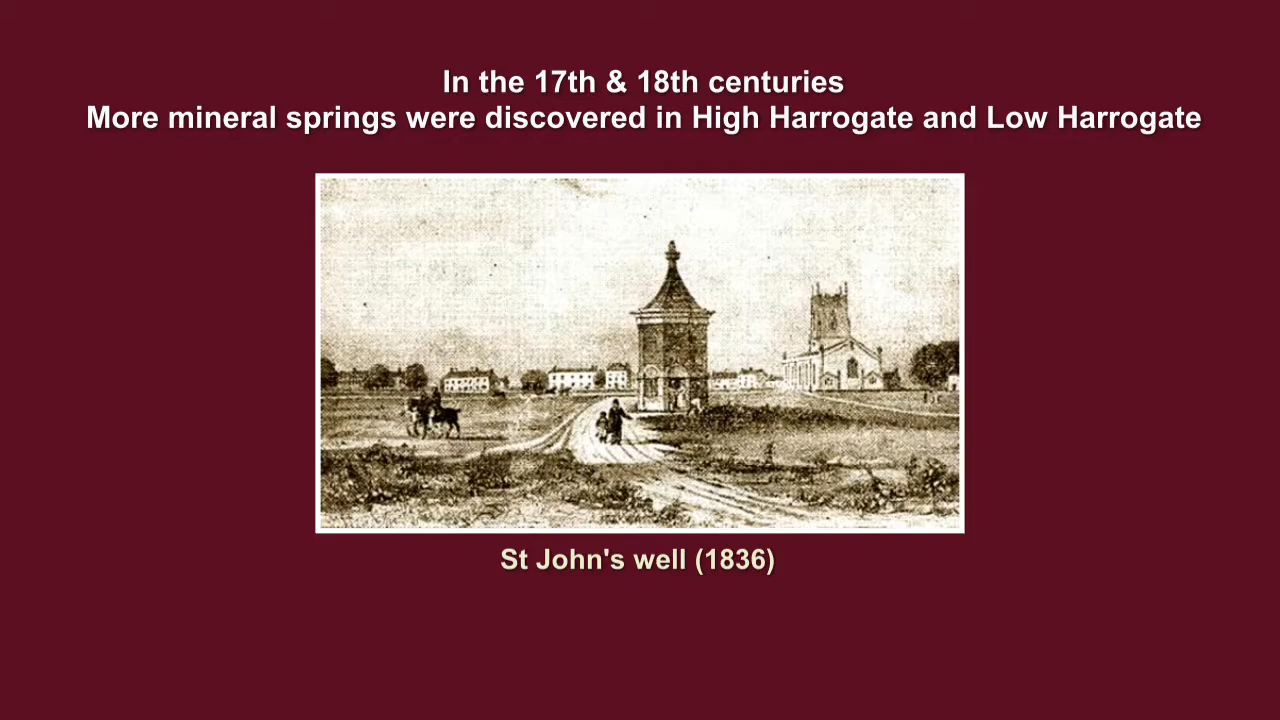 In the 17th & 18th centuries
More mineral springs were discovered in High Harrogate and Low Harrogate
St John's well (1836)